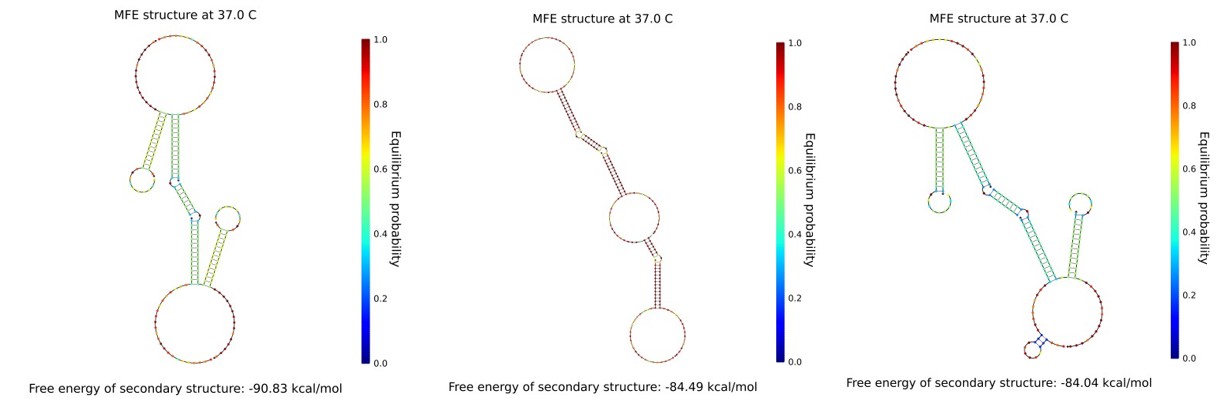 MFE structure at 37.0 C
1.0
0.8
0.6
0.4
0.2
0.0
Equilibrium probability
Free energy of secondary structure: -90.83 kcal/mol
MFE structure at 37.0 C
1.0
0.8
0.6
0.4
0.2
0.0
Equilibrium probability
Free energy of secondary structure: -84.49 kcal/mol
MFE structure at 37.0 C
1.0
0.8
0.6
0.4
0.2
0.0
Equilibrium probability
Free energy of secondary structure: -84.04 kcal/mol